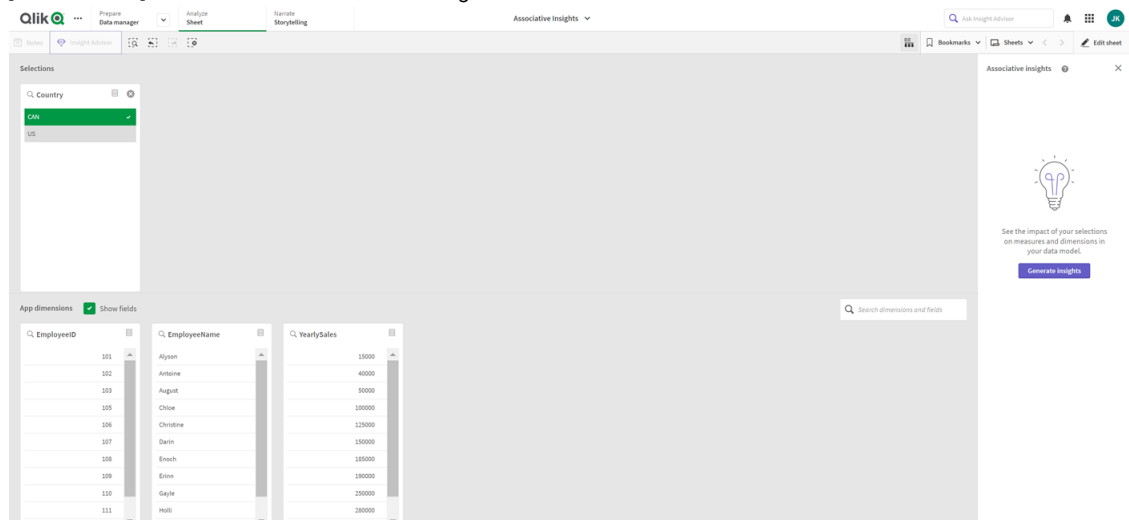 Qlik
Prepare
Data manager
Analyze
Sheet
Narrate
Storytelling
Associative Insights
Ask Insight Advisor
JK
Notes
Insight Advisor
Bookmarks
Sheets
Edit sheet
Selections
Country
CAN
US
Associative insights
See the impact of your selections
on measures and dimensions in
your data model.
Generate insights
App dimensions
Show fields
Search dimensions and fields
EmployeeID
101
102
103
105
106
107
108
109
110
111
EmployeeName
Alyson
Antoine
August
Chloe
Christine
Darin
Enoch
Erinn
Gayle
Holli
YearlySales
15000
40000
50000
100000
125000
150000
185000
190000
250000
280000